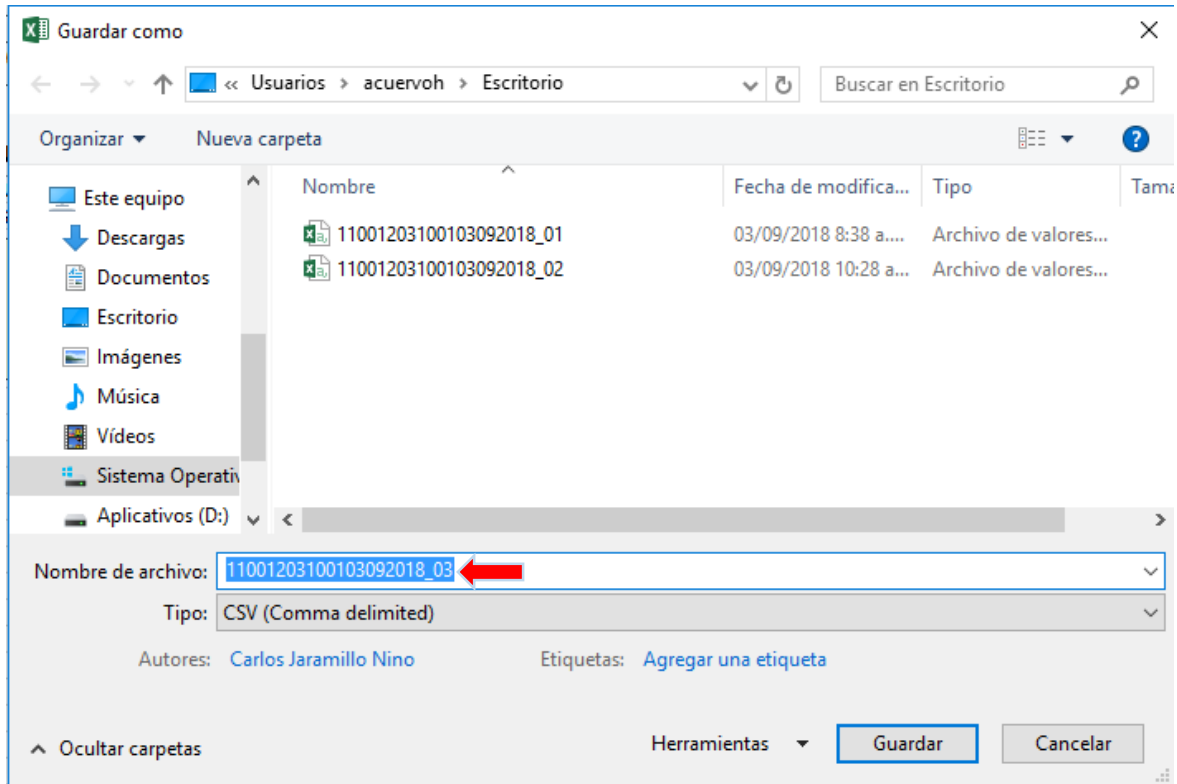 Guardar como
« Usuarios > acuervoh > Escritorio
Buscar en Escritorio
Organizar Nueva carpeta
Nombre Fecha de modifica... Tipo Tama
Este equipo
Descargas
Documentos
Escritorio
Imágenes
Música
Vídeos
Sistema Operativ
Aplicativos (D:)
11001203100103092018_01 03/09/2018 8:38 a.... Archivo de valores...
11001203100103092018_02 03/09/2018 10:28 a... Archivo de valores...
Nombre de archivo: 11001203100103092018_03
Tipo: CSV (Comma delimited)
Autores: Carlos Jaramillo Nino Etiquetas: Agregar una etiqueta
Ocultar carpetas Herramientas Guardar Cancelar